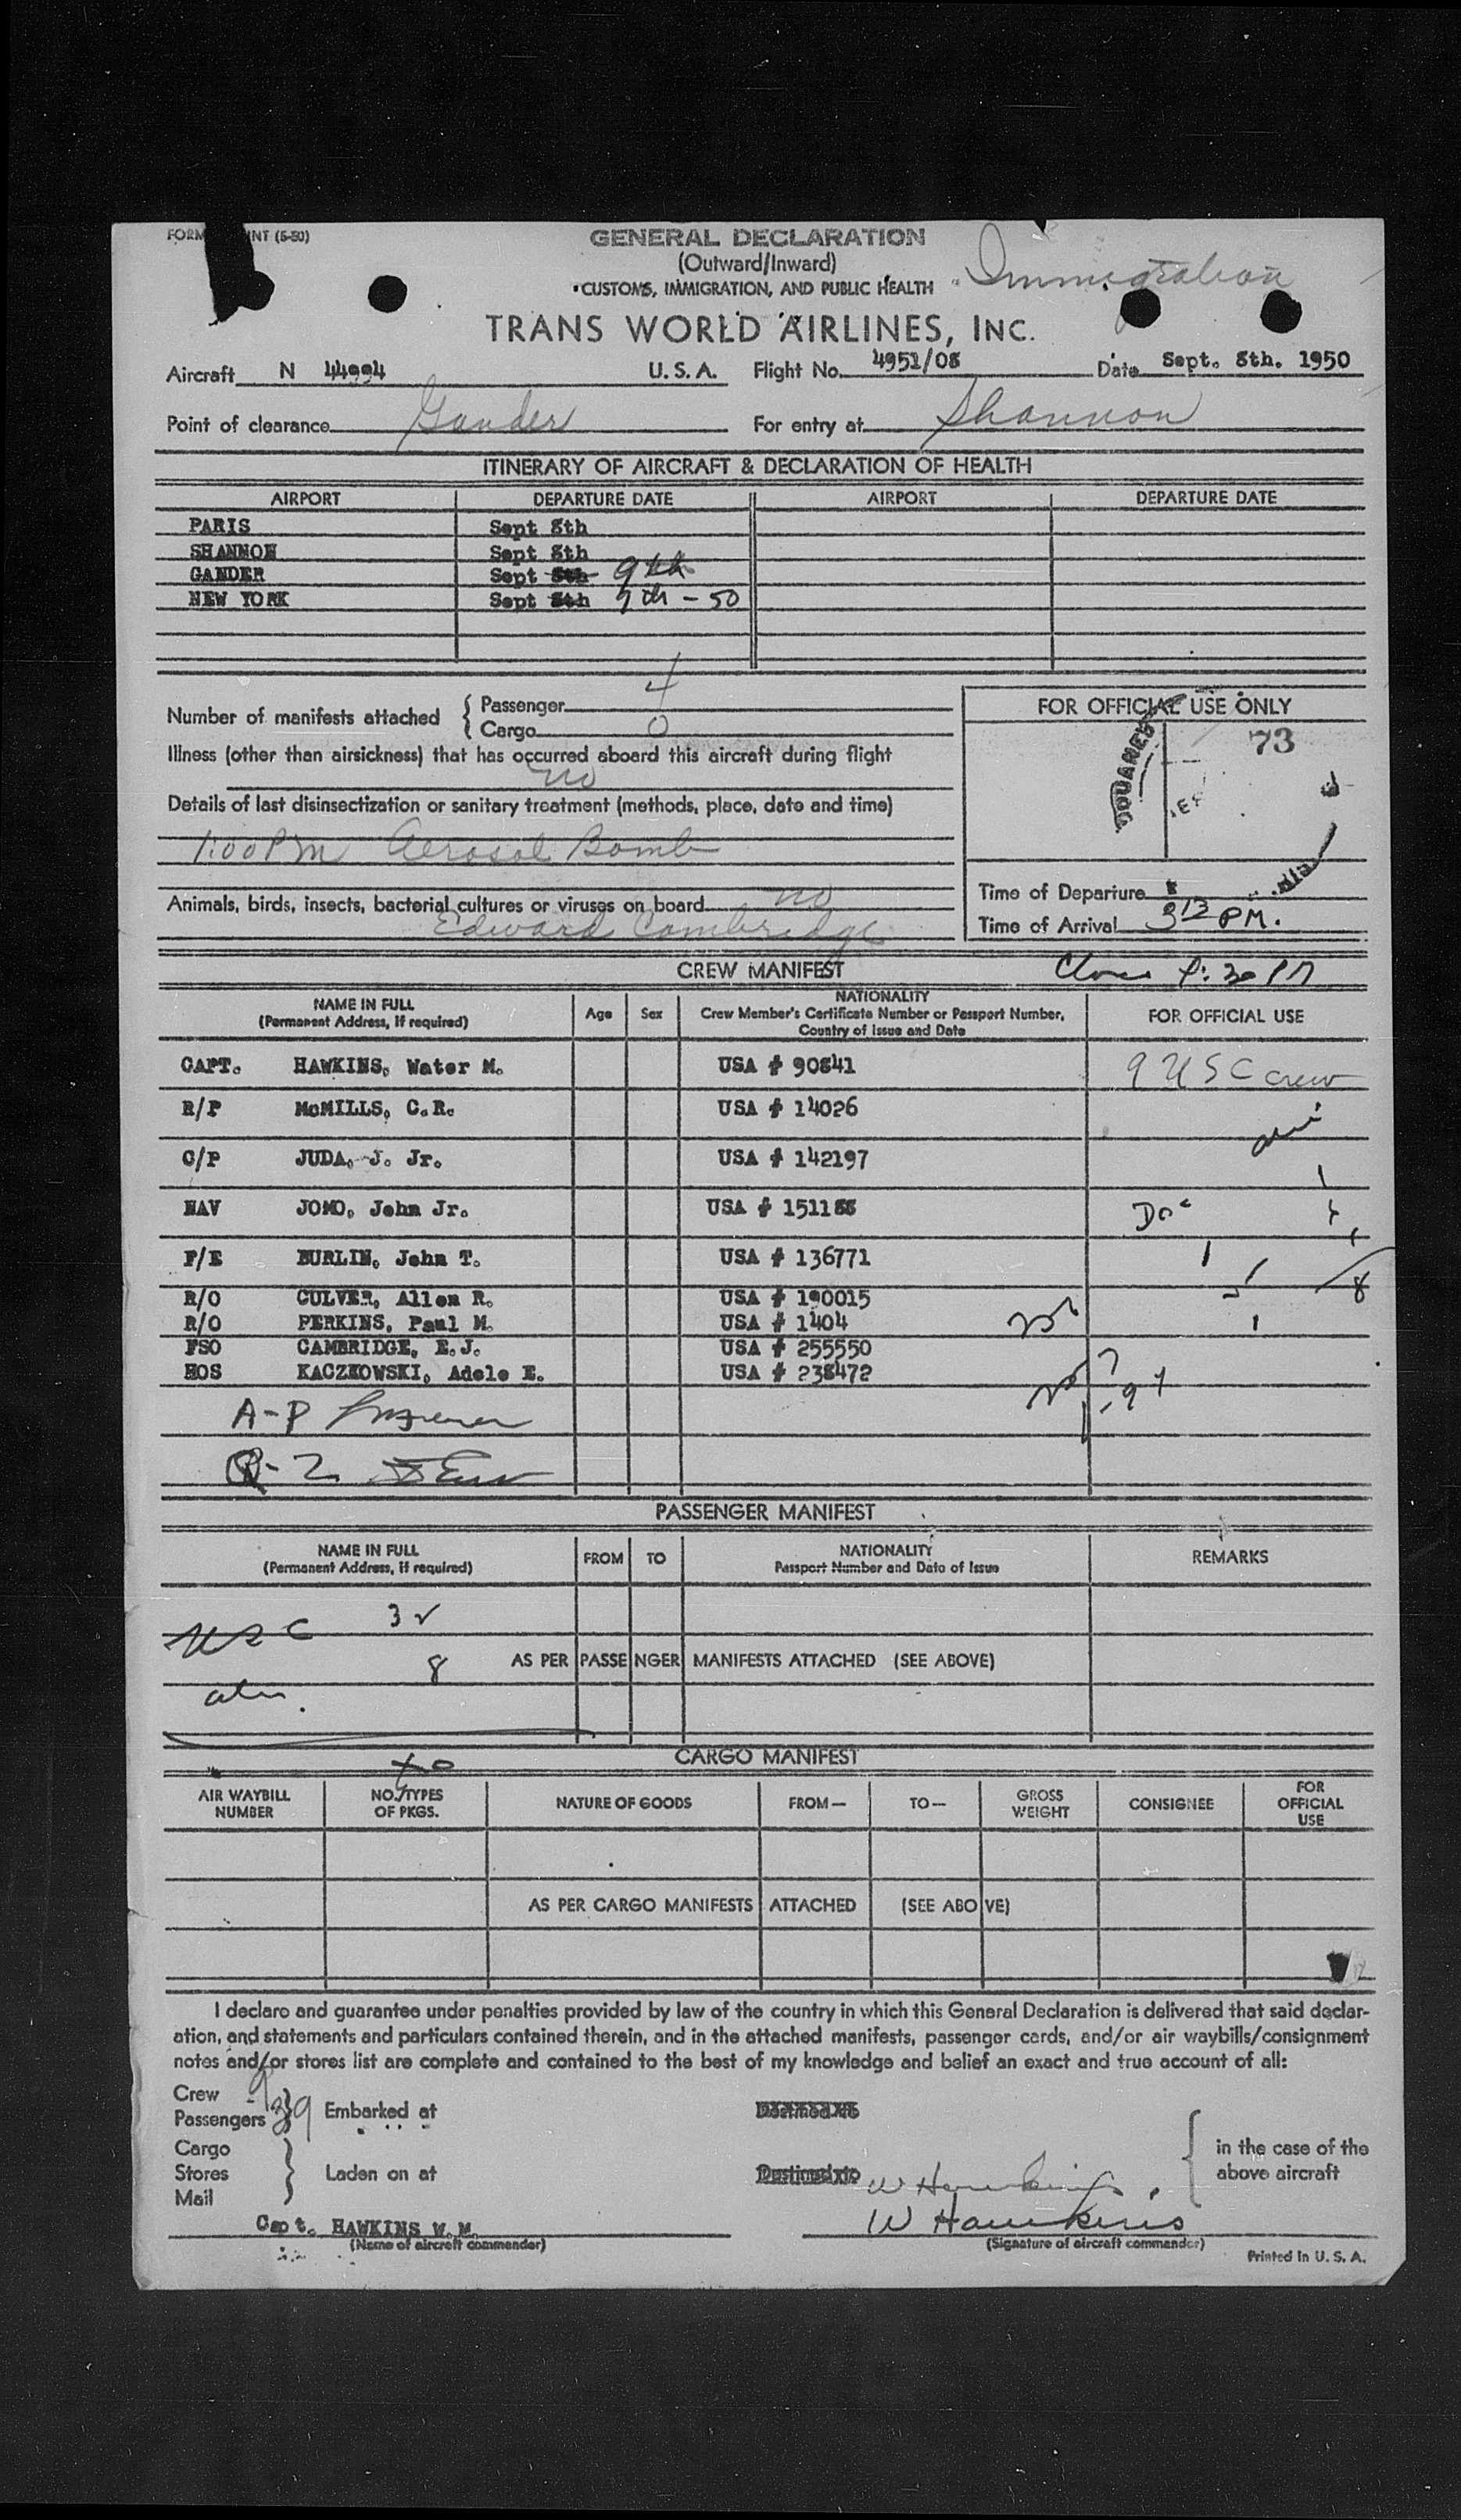 GENERAL DECLARATION
(Outward/Inward)
CUSTOMS, IMMIGRATION, AND PUBLIC HEALTH
Immigration
TRANS WORLD AIRLINES, INC.
Aircraft N 44994 U. S. A. Flight No. 4951/08 Date Sept. 8th. 1950
Point of clearance Gander For entry at Shannon
ITINERARY OF AIRCRAFT & DECLARATION OF HEALTH
AIRPORT DEPARTURE DATE AIRPORT DEPARTURE DATE
PARIS Sept 8th
SHANNON Sept 8th
GANDER Sept 8th 9th
NEW YORK Sept 8th 9th - 50
Number of manifests attached { Passenger 4
Cargo 0
Illness (other than airsickness) that has occurred aboard this aircraft during flight
no
Details of last disinsectization or sanitary treatment (methods, place, date and time)
1:00 PM Aerosol Bomb
Animals, birds, insects, bacterial cultures or viruses on board no
Edward Cambridge
FOR OFFICIAL USE ONLY
73
Time of Departure
Time of Arrival 3 13 PM.
CREW MANIFEST
NAME IN FULL
(Permanent Address, if required)
Age Sex
NATIONALITY
Crew Member's Certificate Number or Passport Number,
Country of Issue and Date
FOR OFFICIAL USE
CAPT. HAWKINS, Water M. USA # 90841 9 USC crew
R/P McMILLS, C.R. USA # 14026
C/P JUDA, J. Jr. USA # 142197
NAV JOMO, John Jr. USA # 151188
F/E BURLIN, John T. USA # 136771
R/O CULVER, Allen R. USA # 190015 8
R/O PERKINS, Paul M. USA # 1404
FSO CAMBRIDGE, E.J. USA # 255550
HOS KACZKOWSKI, Adele E. USA # 238472
A-P
PASSENGER MANIFEST
NAME IN FULL
(Permanent Address, if required)
FROM TO
NATIONALITY
Passport Number and Date of Issue
REMARKS
USC
8 AS PER PASSENGER MANIFESTS ATTACHED (SEE ABOVE)
CARGO MANIFEST
AIR WAYBILL
NUMBER
NO./TYPES
OF PKGS.
NATURE OF GOODS FROM— TO—
GROSS
WEIGHT
CONSIGNEE
FOR
OFFICIAL
USE
AS PER CARGO MANIFESTS ATTACHED (SEE ABOVE)
I declare and guarantee under penalties provided by law of the country in which this General Declaration is delivered that said declar-
ation, and statements and particulars contained therein, and in the attached manifests, passenger cards, and/or air waybills/consignment
notes and/or stores list are complete and contained to the best of my knowledge and belief an exact and true account of all:
Crew 9
Passengers 39 } Embarked at
Cargo
Stores } Laden on at
Mail
W Hawkins
{ in the case of the
above aircraft
Capt. HAWKINS W.M. W Hawkins
(Name of aircraft commander) (Signature of aircraft commander)
Printed in U. S. A.